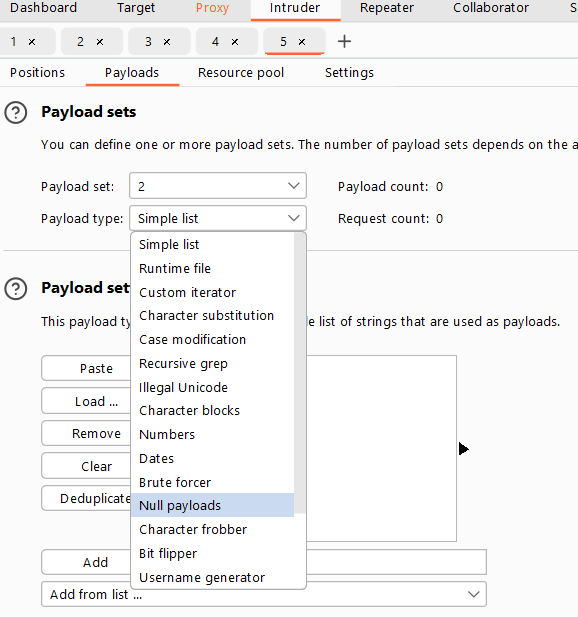 Dashboard Target Proxy Intruder Repeater Collaborator S
1 × 2 × 3 × 4 × 5 × +
Positions Payloads Resource pool Settings
? Payload sets
You can define one or more payload sets. The number of payload sets depends on the a
Payload set: 2 Payload count: 0
Payload type: Simple list Request count: 0
Simple list
Runtime file
Custom iterator
Character substitution
Case modification
Recursive grep
Illegal Unicode
Character blocks
Numbers
Dates
Brute forcer
Null payloads
Character frobber
Bit flipper
Username generator
? Payload set
This payload ty le list of strings that are used as payloads.
Paste
Load ...
Remove
Clear
Deduplicate
Add
Add from list ...